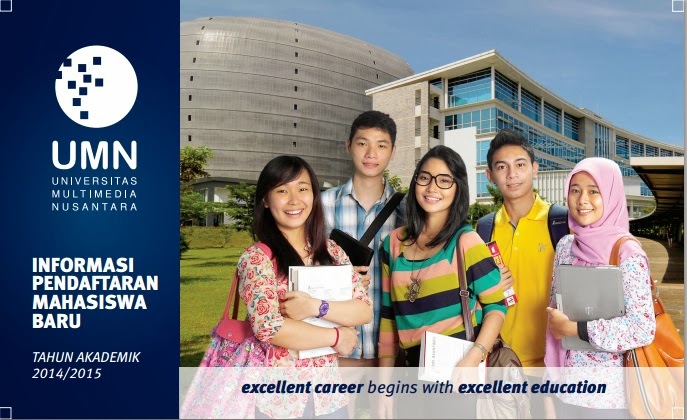 UMN
UNIVERSITAS
MULTIMEDIA
NUSANTARA
INFORMASI
PENDAFTARAN
MAHASISWA
BARU
TAHUN AKADEMIK
2014/2015
excellent career begins with excellent education